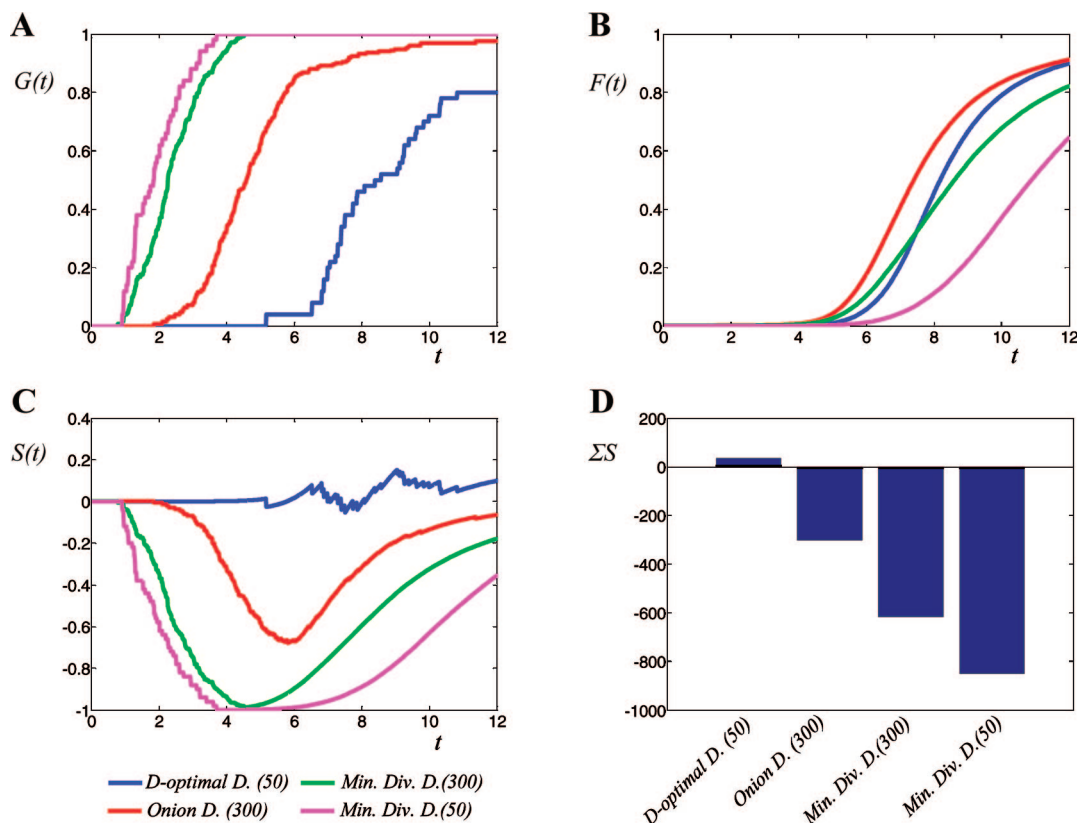 A
G(t)
1
0.8
0.6
0.4
0.2
0
0 2 4 6 8 10 12
t
B
F(t)
1
0.8
0.6
0.4
0.2
0
0 2 4 6 8 10 12
t
C
S(t)
0.4
0.2
0
-0.2
-0.4
-0.6
-0.8
-1
0 2 4 6 8 10 12
t
D-optimal D. (50)
Min. Div. D.(300)
Onion D. (300)
Min. Div. D.(50)
D
ΣS
200
0
-200
-400
-600
-800
-1000
D-optimal D. (50)
Onion D. (300)
Min. Div. D.(300)
Min. Div. D.(50)